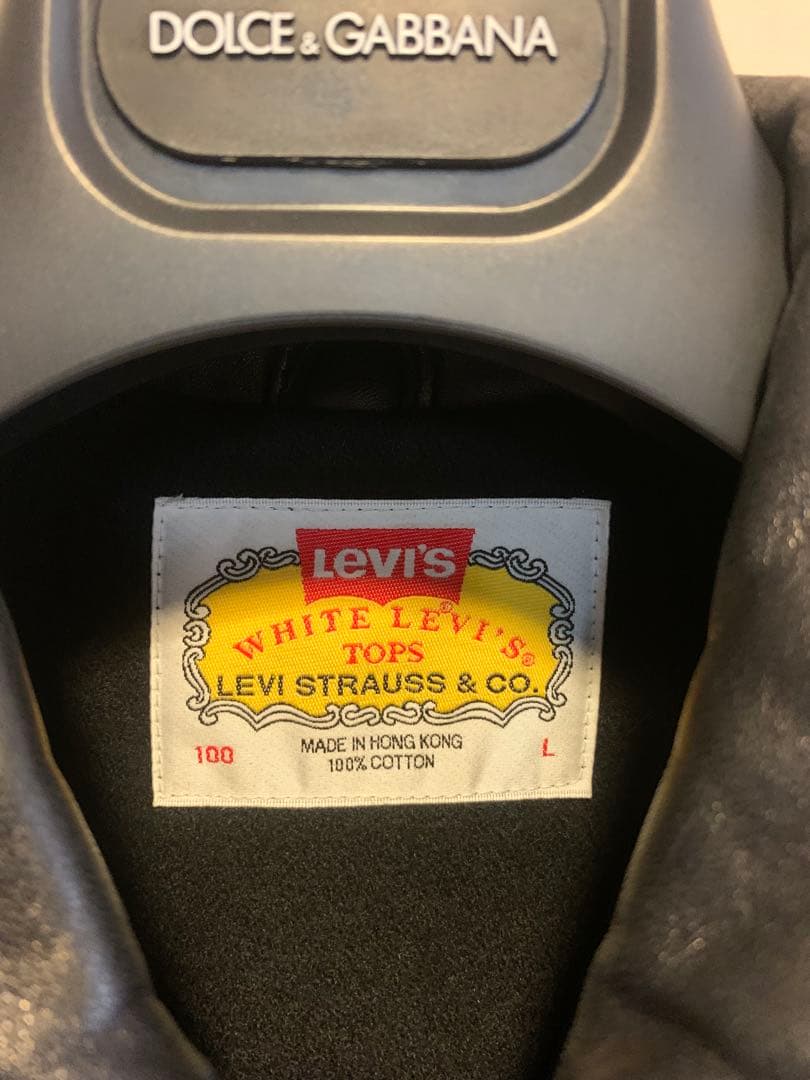 DOLCE & GABBANA
LEVI'S
®
WHITE LEVI'S®
TOPS
LEVI STRAUSS & CO.
100 MADE IN HONG KONG L
100% COTTON